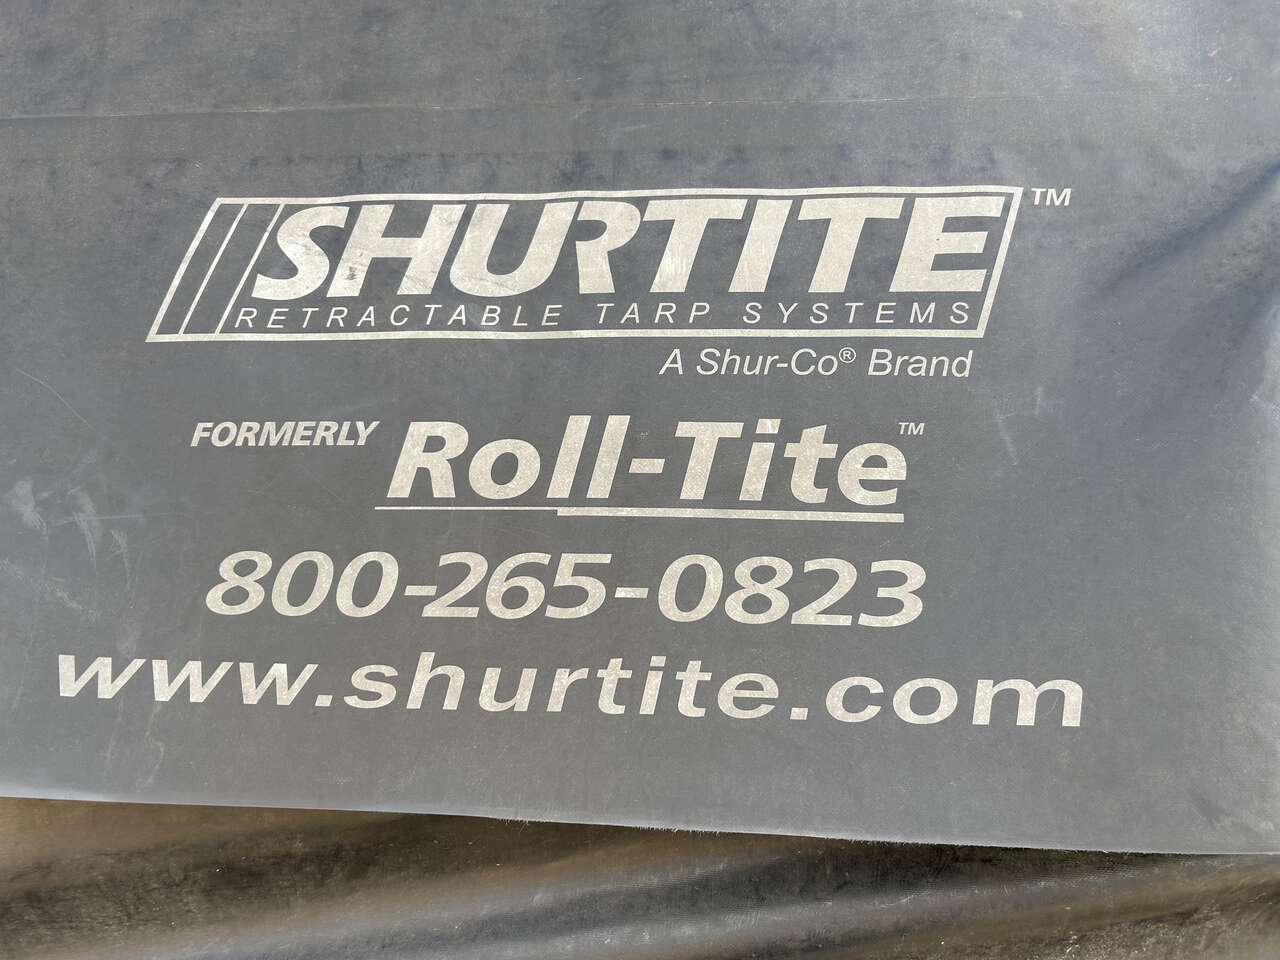 SHURTITE™
RETRACTABLE TARP SYSTEMS
A Shur-Co® Brand
FORMERLY Roll-Tite™
800-265-0823
www.shurtite.com